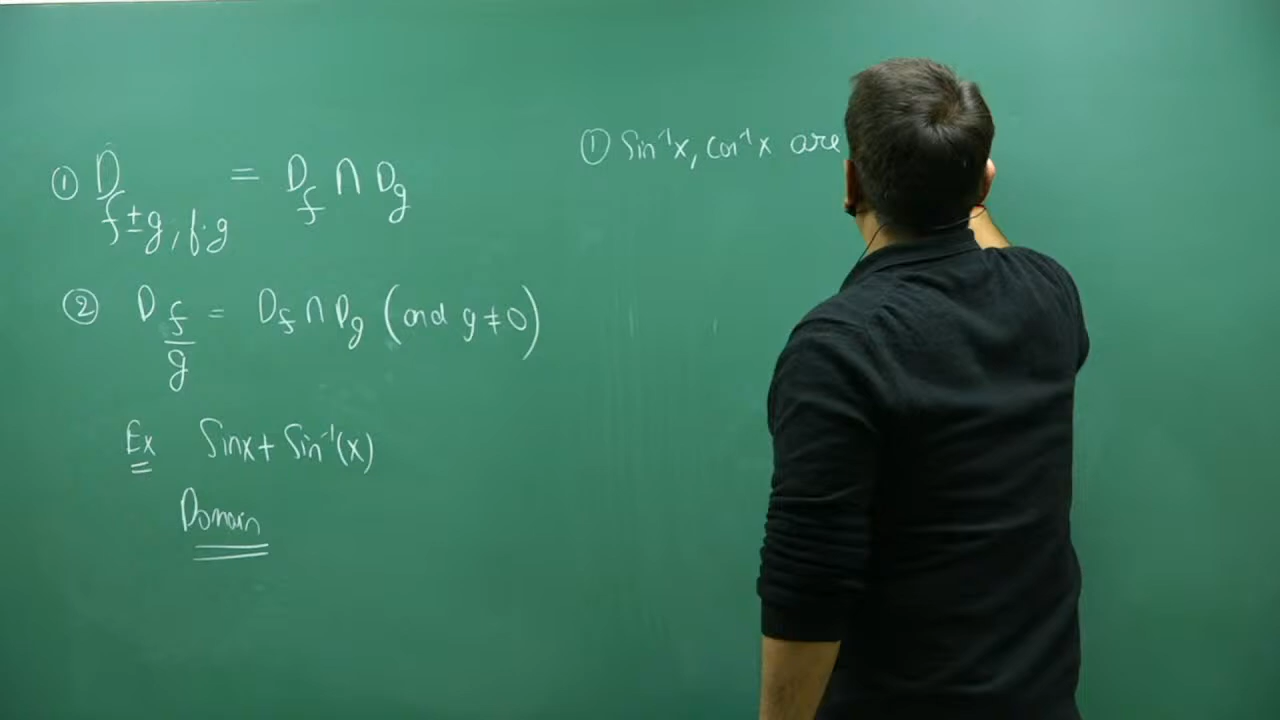 ① D f±g, f·g = D_f ∩ D_g
② D f/g = D_f ∩ D_g (and g ≠ 0)
Ex Sinx + Sin⁻¹(x)
Domain
① Sin⁻¹x, Cos⁻¹x are